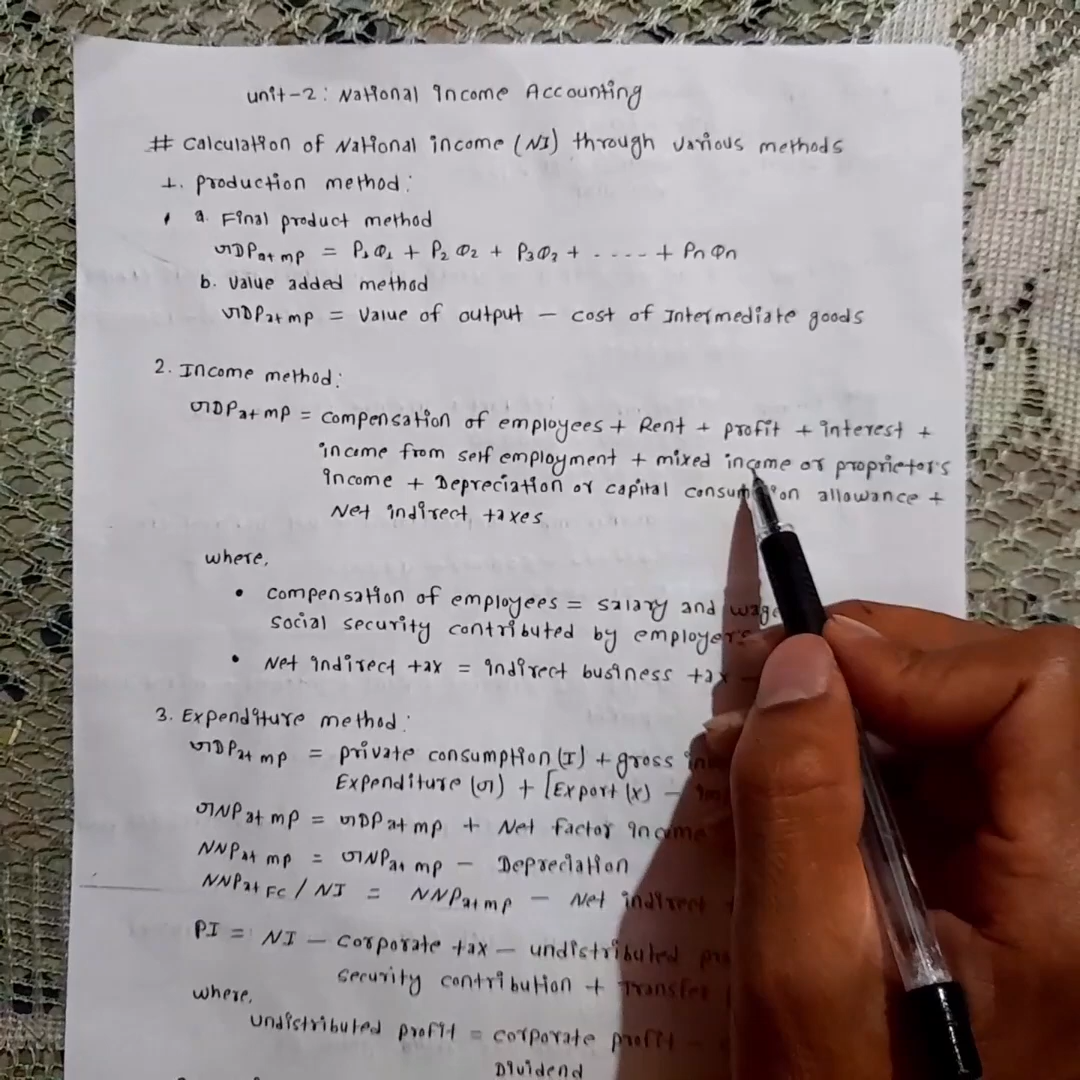 unit-2: National Income Accounting
# Calculation of National income (NI) through various methods
1. production method:
a. Final product method
GDPat mp = P1Q1 + P2Q2 + P3Q3 + ..... + PnQn
b. Value added method
GDPat mp = Value of output - cost of Intermediate goods
2. Income method:
GDPat mp = compensation of employees + Rent + profit + interest +
income from self employment + mixed income or proprietor's
income + Depreciation or capital consumption allowance +
Net indirect taxes
where,
• compensation of employees = salary and
social security contributed by employers
• Net indirect tax = indirect business tax -
3. Expenditure method:
GDPat mp = private consumption (I) + gross
Expenditure (G) + [Export (X) -
GNPat mp = GDPat mp + Net factor income
NNPat mp = GNPat mp - Depreciation
NNPat FC / NI = NNPat mp - Net indirect
PI = NI - corporate tax - undistributed
security contribution + Transfer
where,
undistributed profit = corporate profit -
Dividend